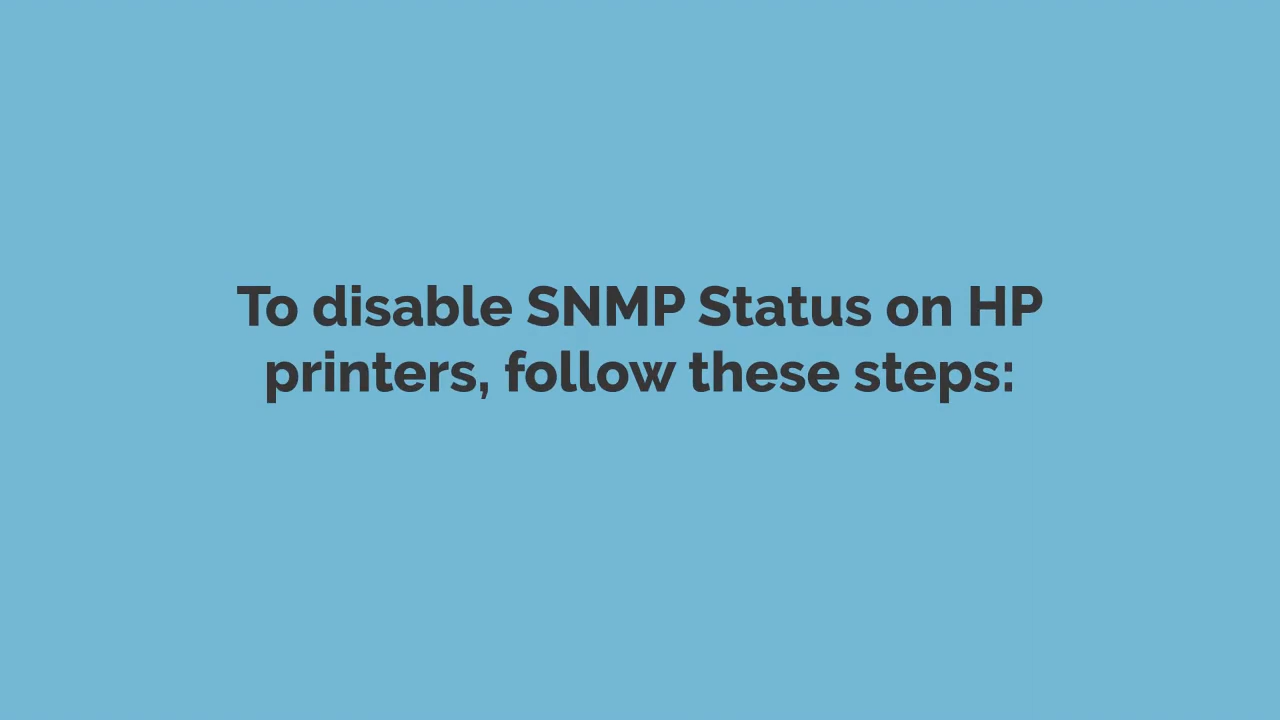 To disable SNMP Status on HP
printers, follow these steps: